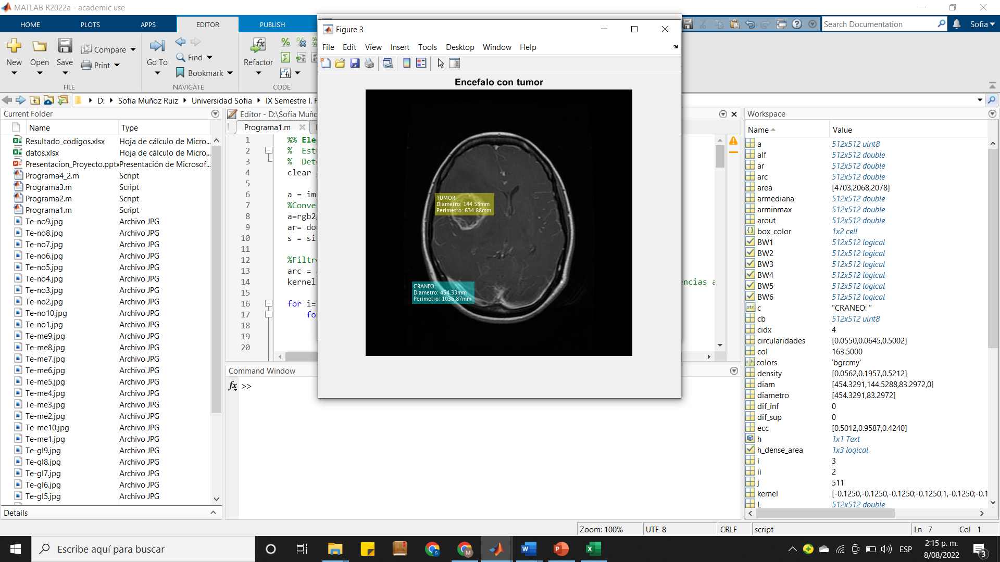 MATLAB R2022a - academic use
HOME PLOTS APPS EDITOR PUBLISH
Search Documentation
Sofia
New Open Save
Compare
Print
FILE
Go To
Find
Bookmark
NAVIGATE
Refactor
CODE
D: Sofia Muñoz Ruiz Universidad Sofia IX Semestre I. F
Current Folder
Name Type
Resultado_codigos.xlsx Hoja de cálculo de Micro...
datos.xlsx Hoja de cálculo de Micro...
Presentacion_Proyecto.pptx Presentación de Microsof...
Programa4_2.m Script
Programa3.m Script
Programa2.m Script
Programa1.m Script
Te-no9.jpg Archivo JPG
Te-no8.jpg Archivo JPG
Te-no7.jpg Archivo JPG
Te-no6.jpg Archivo JPG
Te-no5.jpg Archivo JPG
Te-no4.jpg Archivo JPG
Te-no3.jpg Archivo JPG
Te-no2.jpg Archivo JPG
Te-no10.jpg Archivo JPG
Te-no1.jpg Archivo JPG
Te-me9.jpg Archivo JPG
Te-me8.jpg Archivo JPG
Te-me7.jpg Archivo JPG
Te-me6.jpg Archivo JPG
Te-me5.jpg Archivo JPG
Te-me4.jpg Archivo JPG
Te-me3.jpg Archivo JPG
Te-me2.jpg Archivo JPG
Te-me10.jpg Archivo JPG
Te-me1.jpg Archivo JPG
Te-gl9.jpg Archivo JPG
Te-gl8.jpg Archivo JPG
Te-gl7.jpg Archivo JPG
Te-gl6.jpg Archivo JPG
Te-gl5.jpg Archivo JPG
Details
Editor - D:\Sofia Muño
Programa1.m
1 %% Elec
2 % Estu
3 % Dete
4 clear
5
6 a = imr
7 %Conver
8 a=rgb2g
9 ar= dou
10 s = siz
11
12 %Filtro
13 arc = a
14 kernel ncias a
15
16 for i=
17 for
18
19
20
Command Window
fx >>
Figure 3
File Edit View Insert Tools Desktop Window Help
Encefalo con tumor
TUMOR:
Diametro: 144.53mm
Perimetro: 634.88mm
CRANEO:
Diametro: 454.33mm
Perimetro: 1036.87mm
Workspace
Name Value
a 512x512 uint8
alf 512x512 double
ar 512x512 double
arc 512x512 double
area [4703,2068,2078]
armediana 512x512 double
arminmax 512x512 double
arout 512x512 double
box_color 1x2 cell
BW1 512x512 logical
BW2 512x512 logical
BW3 512x512 logical
BW4 512x512 logical
BW5 512x512 logical
BW6 512x512 logical
c "CRANEO: "
cb 512x512 uint8
cidx 4
circularidades [0.0550,0.0645,0.5002]
col 163.5000
colors 'bgrcmy'
density [0.0562,0.1957,0.5212]
diam [454.3291,144.5288,83.2972,0]
diametro [454.3291,83.2972]
dif_inf 0
dif_sup 0
ecc [0.5012,0.9587,0.4240]
h 1x1 Text
h_dense_area 1x3 logical
i 3
ii 2
j 511
kernel [-0.1250,-0.1250,-0.1250;-0.1250,1,-0.1250;-0.1
L 512x512 double
Zoom: 100% UTF-8 CRLF script Ln 7 Col 1
Escribe aquí para buscar
ESP
2:15 p. m.
8/08/2022
3